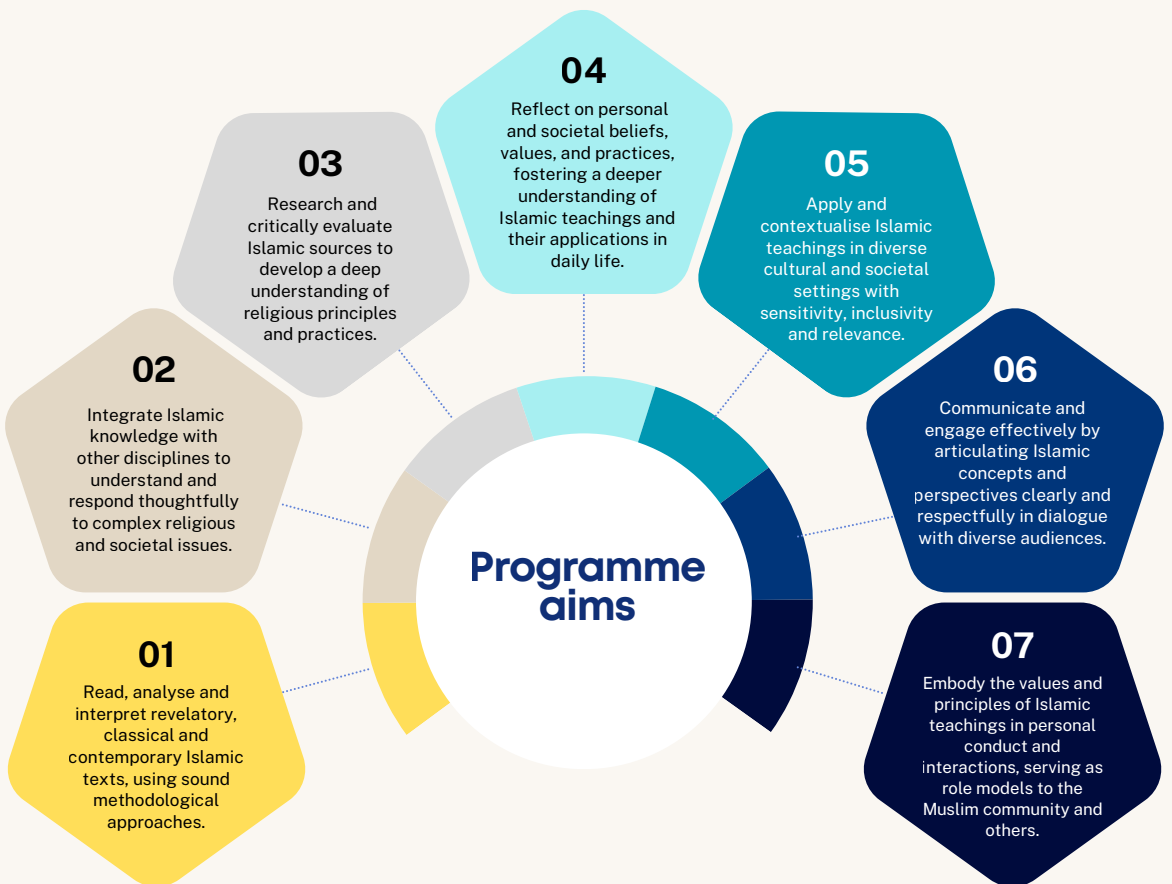 01
Read, analyse and
interpret revelatory,
classical and
contemporary Islamic
texts, using sound
methodological
approaches.
02
Integrate Islamic
knowledge with
other disciplines to
understand and
respond thoughtfully
to complex religious
and societal issues.
03
Research and
critically evaluate
Islamic sources to
develop a deep
understanding of
religious principles
and practices.
04
Reflect on personal
and societal beliefs,
values, and practices,
fostering a deeper
understanding of
Islamic teachings and
their applications in
daily life.
05
Apply and
contextualise Islamic
teachings in diverse
cultural and societal
settings with
sensitivity, inclusivity
and relevance.
06
Communicate and
engage effectively by
articulating Islamic
concepts and
perspectives clearly and
respectfully in dialogue
with diverse audiences.
07
Embody the values and
principles of Islamic
teachings in personal
conduct and
interactions, serving as
role models to the
Muslim community and
others.
Programme
aims